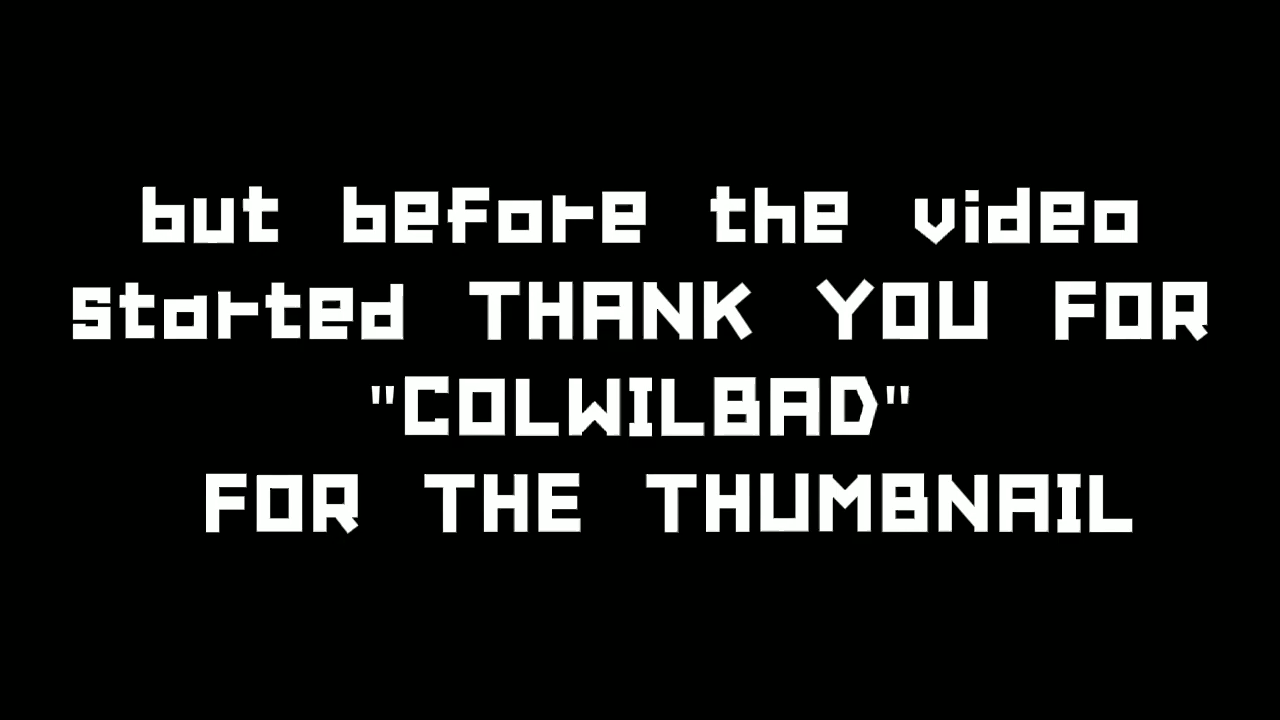 but before the video
started THANK YOU FOR
"COLWILBAD"
FOR THE THUMBNAIL